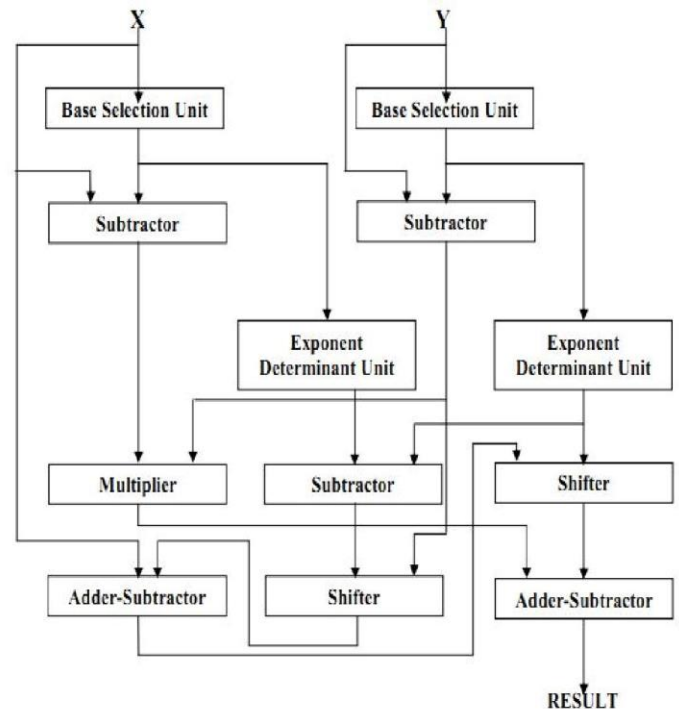 X
Y
Base Selection Unit
Base Selection Unit
Subtractor
Subtractor
Exponent
Determinant Unit
Exponent
Determinant Unit
Multiplier
Subtractor
Shifter
Adder-Subtractor
Shifter
Adder-Subtractor
RESULT